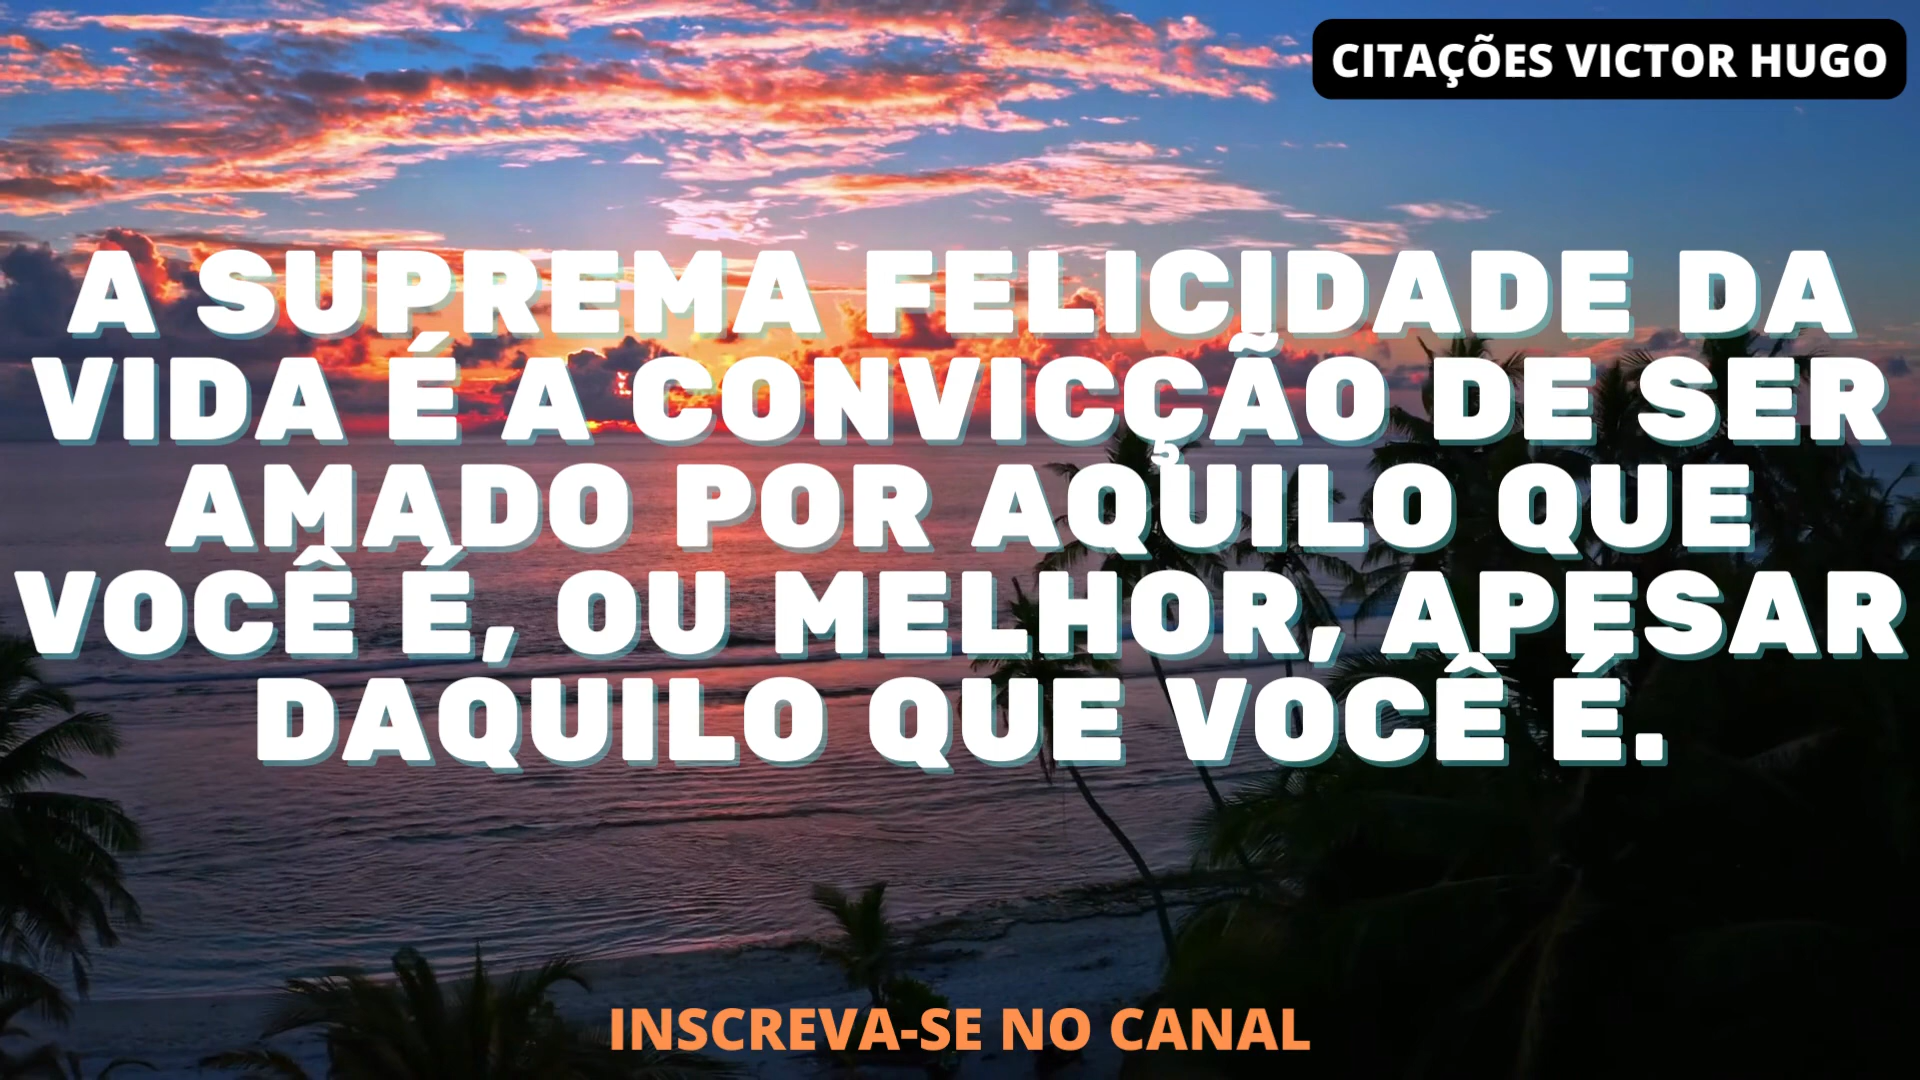 CITAÇÕES VICTOR HUGO
A SUPREMA FELICIDADE DA
VIDA É A CONVICÇÃO DE SER
AMADO POR AQUILO QUE
VOCÊ É, OU MELHOR, APESAR
DAQUILO QUE VOCÊ É.
INSCREVA-SE NO CANAL